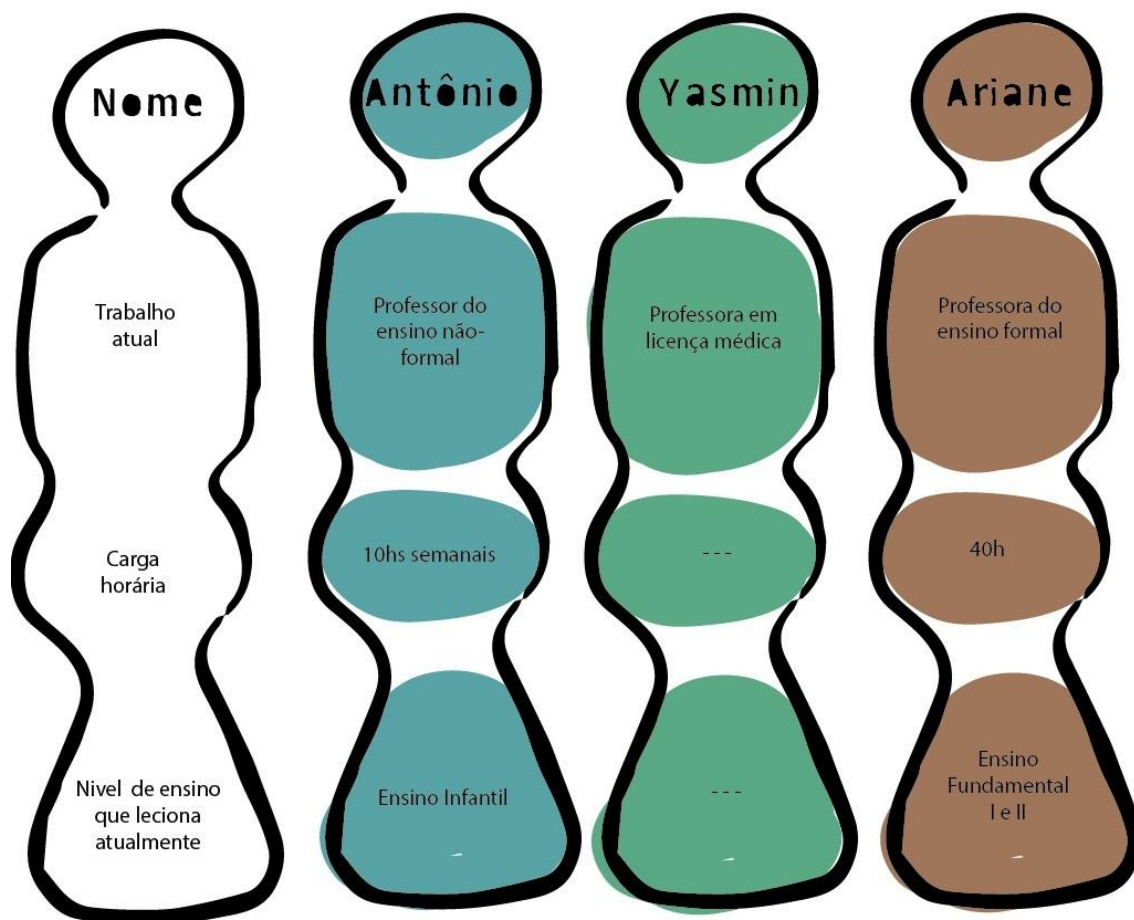 Nome
Trabalho
atual
Carga
horária
Nivel de ensino
que leciona
atualmente
Antônio
Professor do
ensino não-
formal
10hs semanais
Ensino Infantil
Yasmin
Professora em
licença médica
---
---
Ariane
Professora do
ensino formal
40h
Ensino
Fundamental
I e II